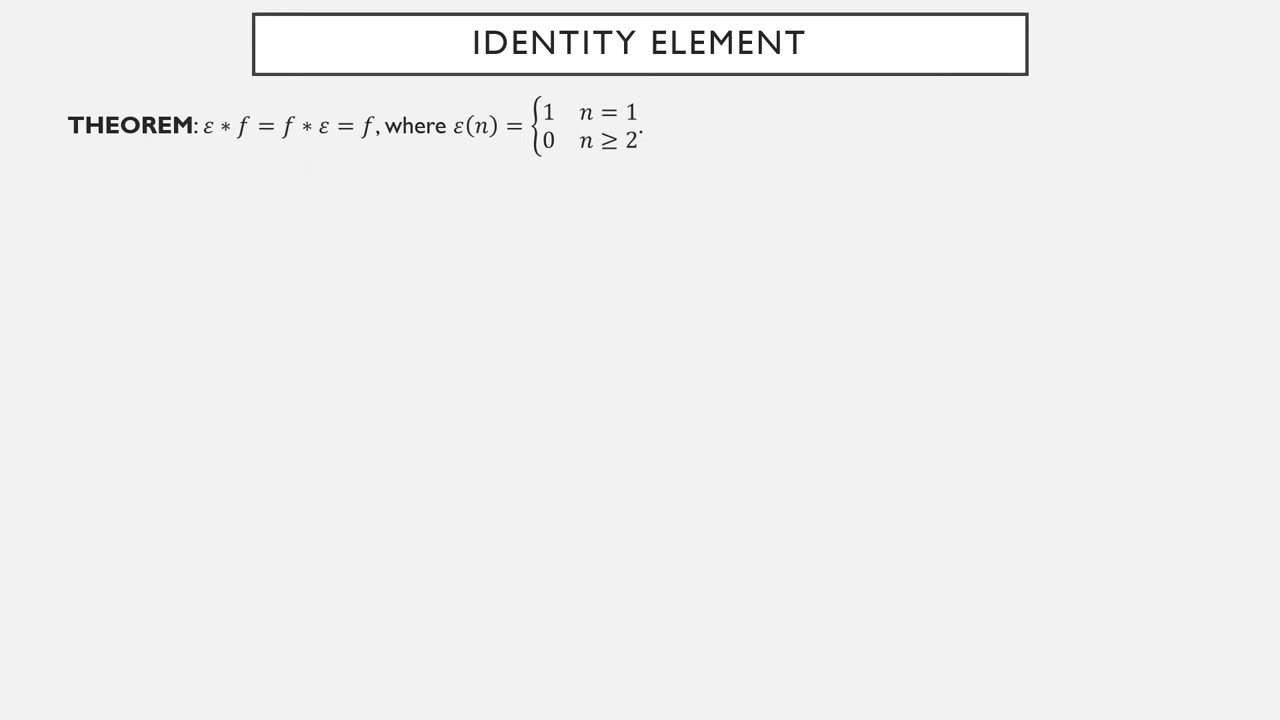 IDENTITY ELEMENT
THEOREM: ε ∗ f = f ∗ ε = f, where ε(n) = {1 n = 1
0 n ≥ 2.